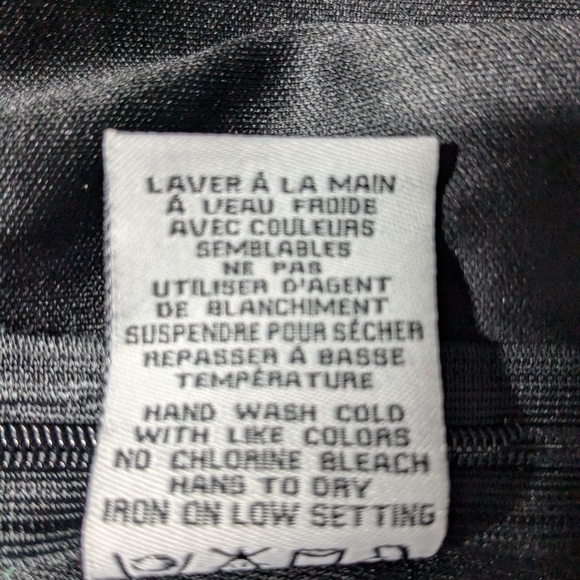 LAVER À LA MAIN
À L'EAU FROIDE
AVEC COULEURS
SEMBLABLES
NE PAS
UTILISER D'AGENT
DE BLANCHIMENT
SUSPENDRE POUR SÉCHER
REPASSER À BASSE
TEMPÉRATURE
HAND WASH COLD
WITH LIKE COLORS
NO CHLORINE BLEACH
HANS TO DRY
IRON ON LOW SETTING